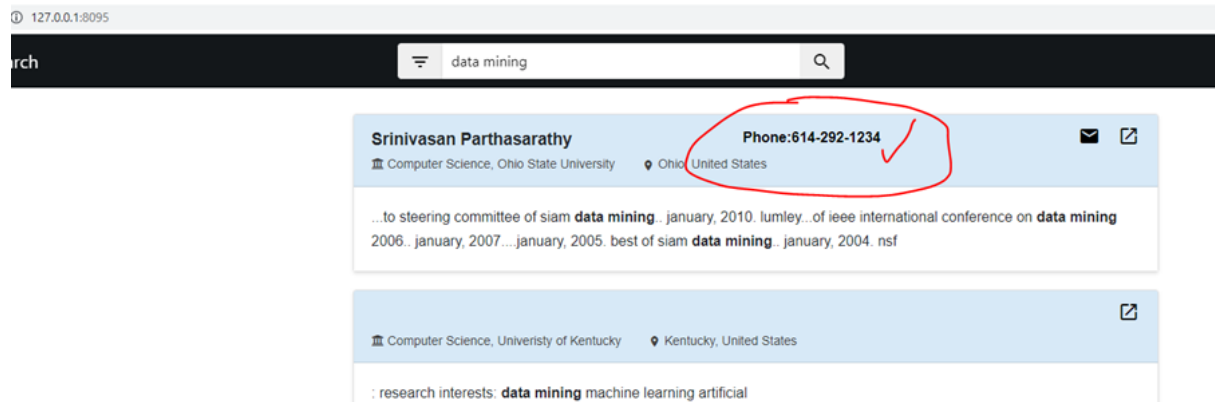 127.0.0.1:8095
arch
data mining
Srinivasan Parthasarathy Phone:614-292-1234
Computer Science, Ohio State University Ohio, United States
...to steering committee of siam data mining.. january, 2010. lumley...of ieee international conference on data mining
2006.. january, 2007....january, 2005. best of siam data mining.. january, 2004. nsf
Computer Science, Univeristy of Kentucky Kentucky, United States
: research interests: data mining machine learning artificial